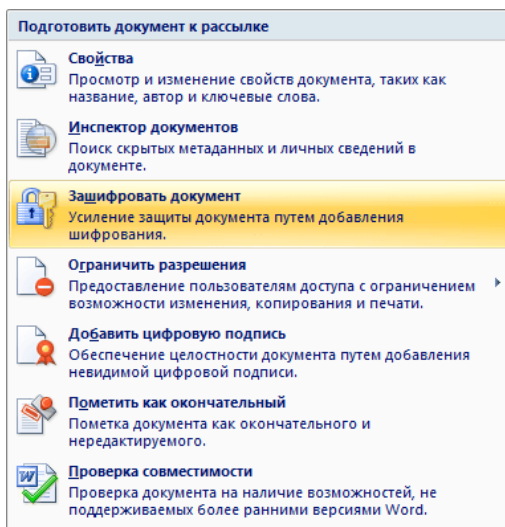 Подготовить документ к рассылке
Свойства
Просмотр и изменение свойств документа, таких как
название, автор и ключевые слова.
Инспектор документов
Поиск скрытых метаданных и личных сведений в
документе.
Зашифровать документ
Усиление защиты документа путем добавления
шифрования.
Ограничить разрешения
Предоставление пользователям доступа с ограничением
возможности изменения, копирования и печати.
Добавить цифровую подпись
Обеспечение целостности документа путем добавления
невидимой цифровой подписи.
Пометить как окончательный
Пометка документа как окончательного и
нередактируемого.
Проверка совместимости
Проверка документа на наличие возможностей, не
поддерживаемых более ранними версиями Word.